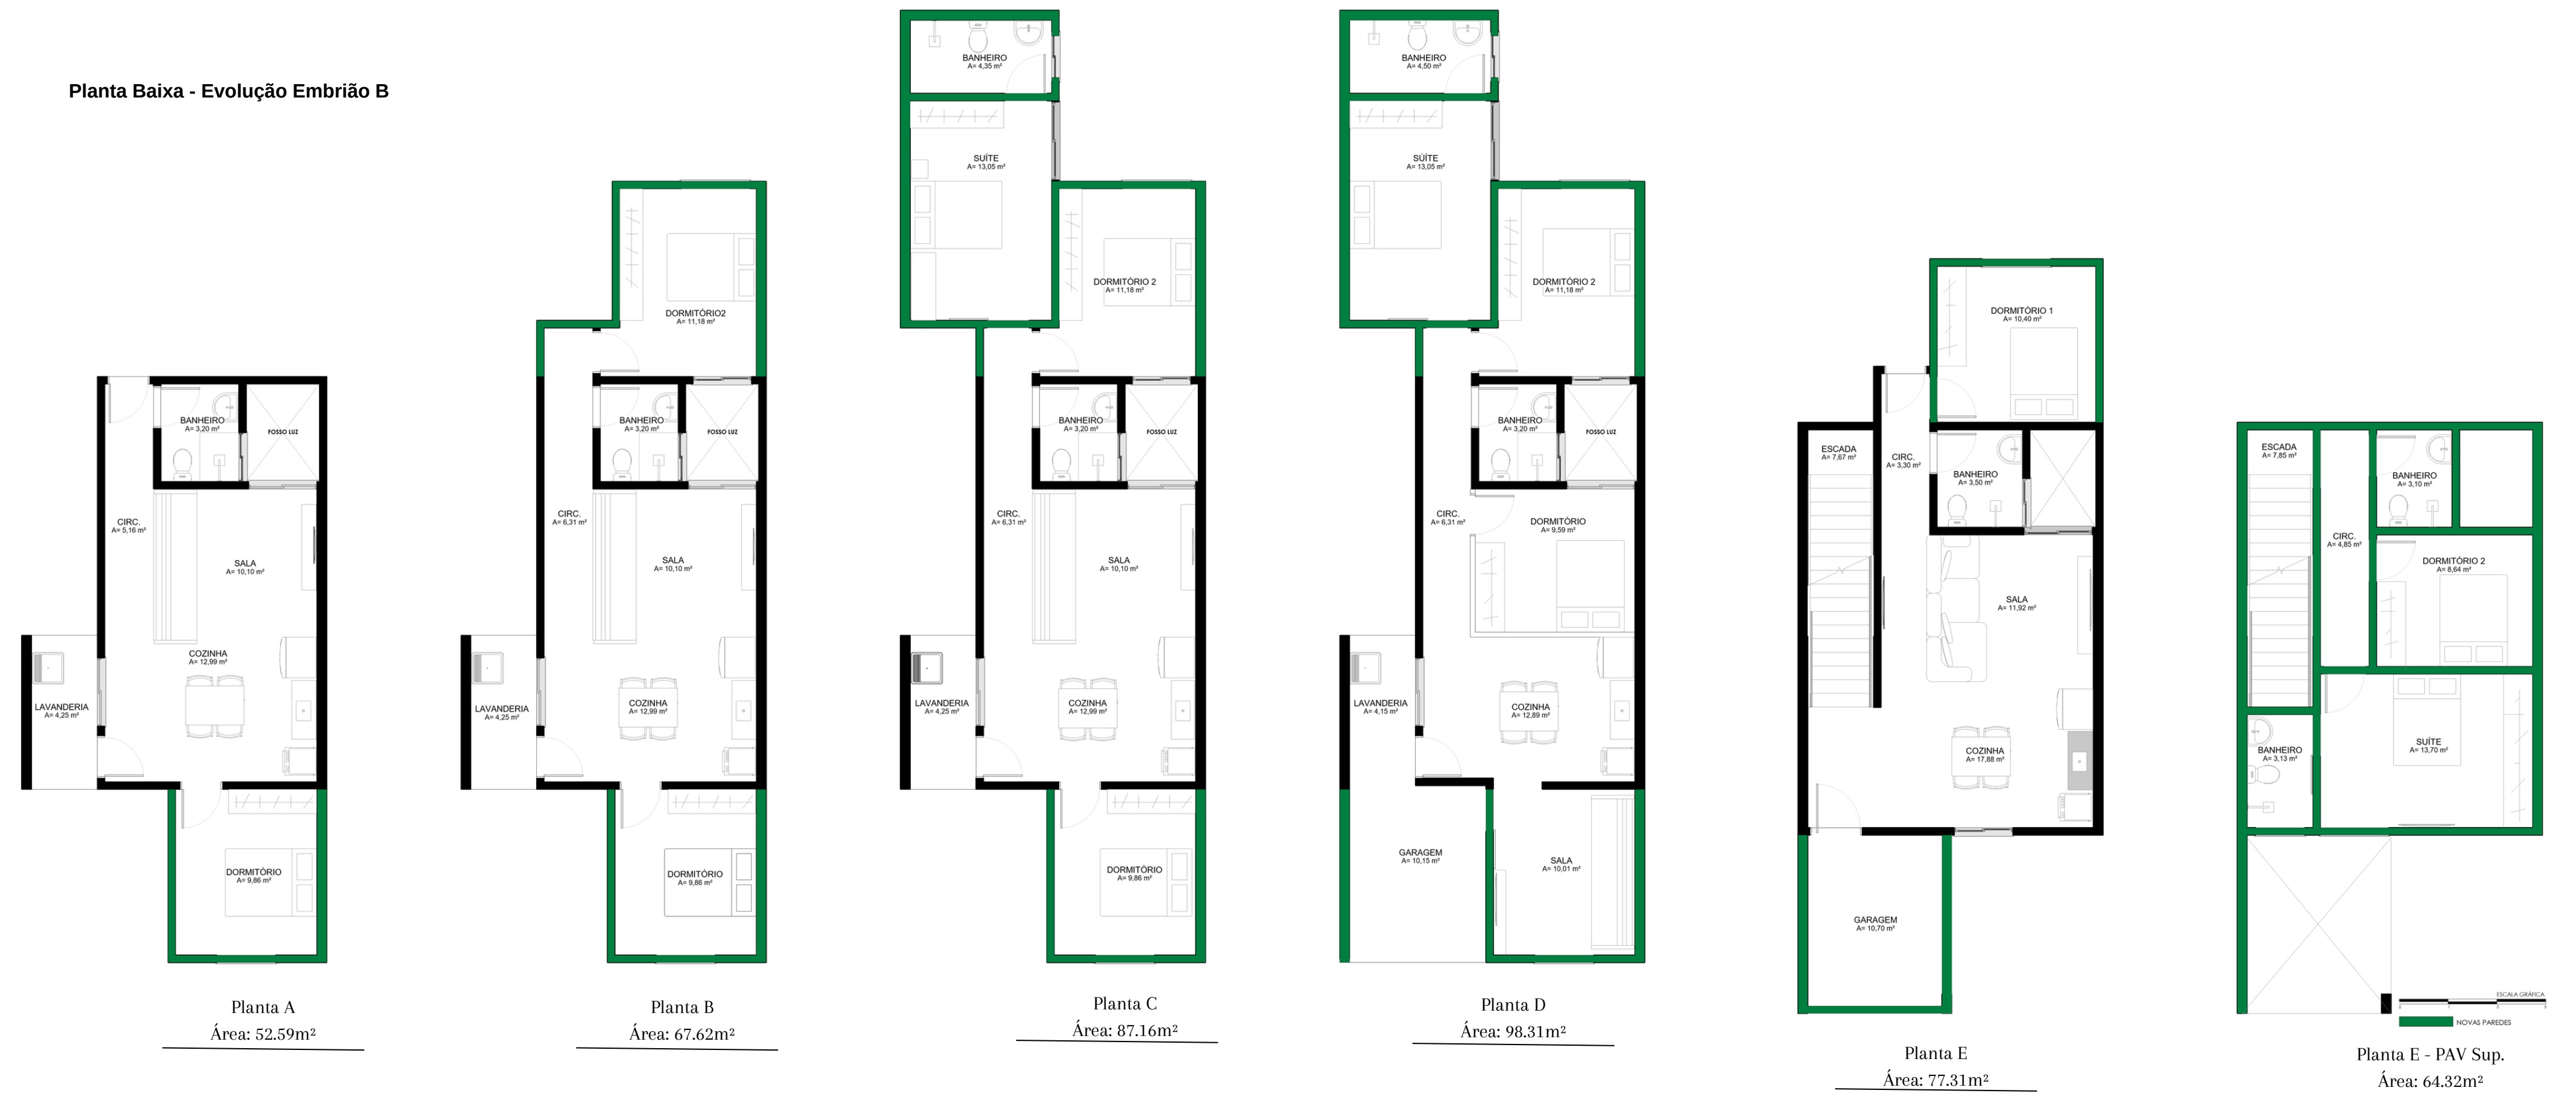 Planta Baixa - Evolução Embrião B
BANHEIRO
A= 3,20 m²
FOSSO LUZ
CIRC.
A= 5,16 m²
SALA
A= 10,10 m²
COZINHA
A= 12,99 m²
LAVANDERIA
A= 4,25 m²
DORMITÓRIO
A= 9,86 m²
Planta A
Área: 52.59m²
DORMITÓRIO2
A= 11,18 m²
BANHEIRO
A= 3,20 m²
FOSSO LUZ
CIRC.
A= 6,31 m²
SALA
A= 10,10 m²
LAVANDERIA
A= 4,25 m²
COZINHA
A= 12,99 m²
DORMITÓRIO
A= 9,86 m²
Planta B
Área: 67.62m²
BANHEIRO
A= 4,35 m²
SUÍTE
A= 13,05 m²
DORMITÓRIO 2
A= 11,18 m²
BANHEIRO
A= 3,20 m²
FOSSO LUZ
CIRC.
A= 6,31 m²
SALA
A= 10,10 m²
LAVANDERIA
A= 4,25 m²
COZINHA
A= 12,99 m²
DORMITÓRIO
A= 9,86 m²
Planta C
Área: 87.16m²
BANHEIRO
A= 4,50 m²
SUÍTE
A= 13,05 m²
DORMITÓRIO 2
A= 11,18 m²
BANHEIRO
A= 3,20 m²
FOSSO LUZ
CIRC.
A= 6,31 m²
DORMITÓRIO
A= 9,59 m²
LAVANDERIA
A= 4,15 m²
COZINHA
A= 12,89 m²
GARAGEM
A= 10,15 m²
SALA
A= 10,01 m²
Planta D
Área: 98.31m²
DORMITÓRIO 1
A= 10,40 m²
ESCADA
A= 7,67 m²
CIRC.
A= 3,30 m²
BANHEIRO
A= 3,50 m²
SALA
A= 11,92 m²
COZINHA
A= 17,88 m²
GARAGEM
A= 10,70 m²
Planta E
Área: 77.31m²
ESCADA
A= 7,85 m²
BANHEIRO
A= 3,10 m²
CIRC.
A= 4,85 m²
DORMITÓRIO 2
A= 8,64 m²
SUÍTE
A= 13,70 m²
BANHEIRO
A= 3,13 m²
ESCALA GRÁFICA
NOVAS PAREDES
Planta E - PAV Sup.
Área: 64.32m²